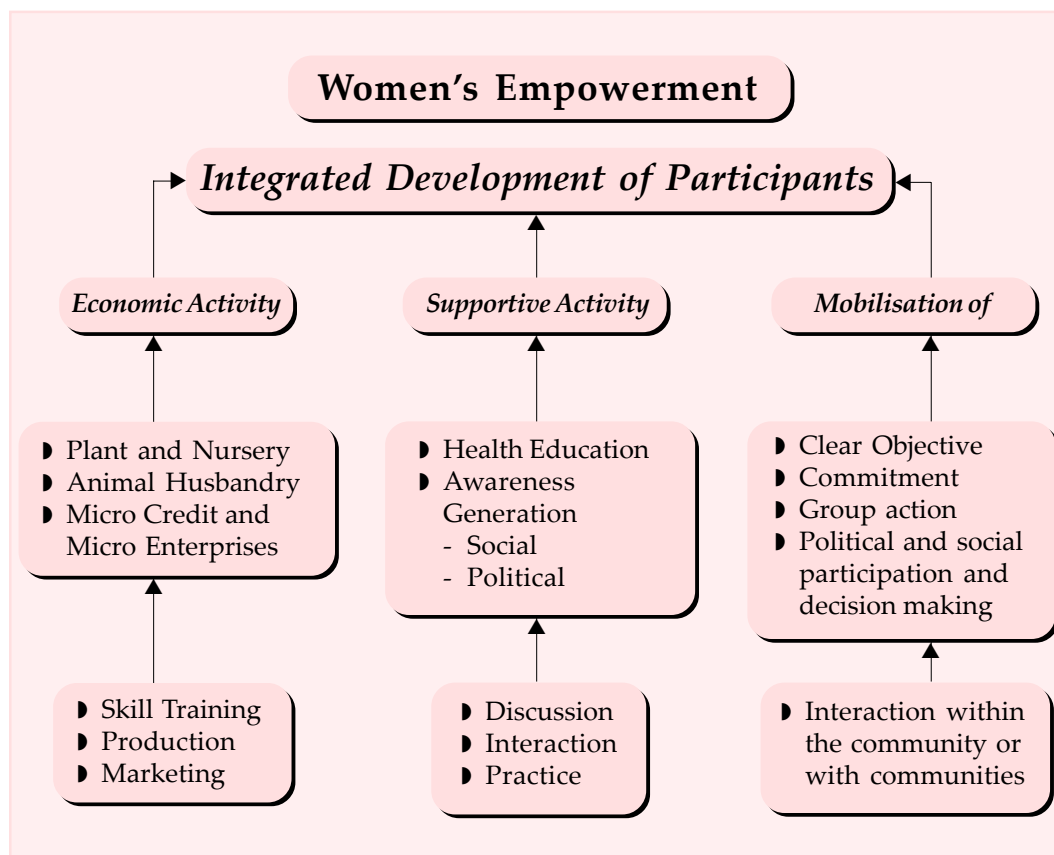 Women's Empowerment
Integrated Development of Participants
Economic Activity
Supportive Activity
Mobilisation of
◗ Plant and Nursery
◗ Animal Husbandry
◗ Micro Credit and
Micro Enterprises
◗ Health Education
◗ Awareness
Generation
- Social
- Political
◗ Clear Objective
◗ Commitment
◗ Group action
◗ Political and social
participation and
decision making
◗ Skill Training
◗ Production
◗ Marketing
◗ Discussion
◗ Interaction
◗ Practice
◗ Interaction within
the community or
with communities